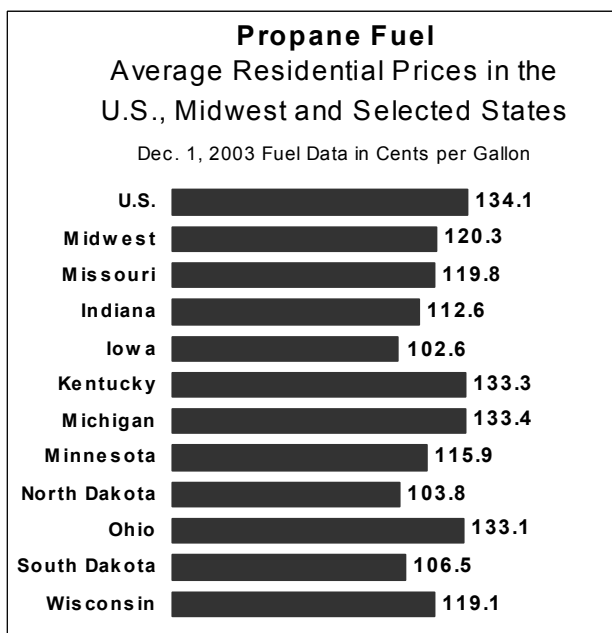 Propane Fuel
Average Residential Prices in the
U.S., Midwest and Selected States
Dec. 1, 2003 Fuel Data in Cents per Gallon
U.S. 134.1
Midwest 120.3
Missouri 119.8
Indiana 112.6
Iowa 102.6
Kentucky 133.3
Michigan 133.4
Minnesota 115.9
North Dakota 103.8
Ohio 133.1
South Dakota 106.5
Wisconsin 119.1